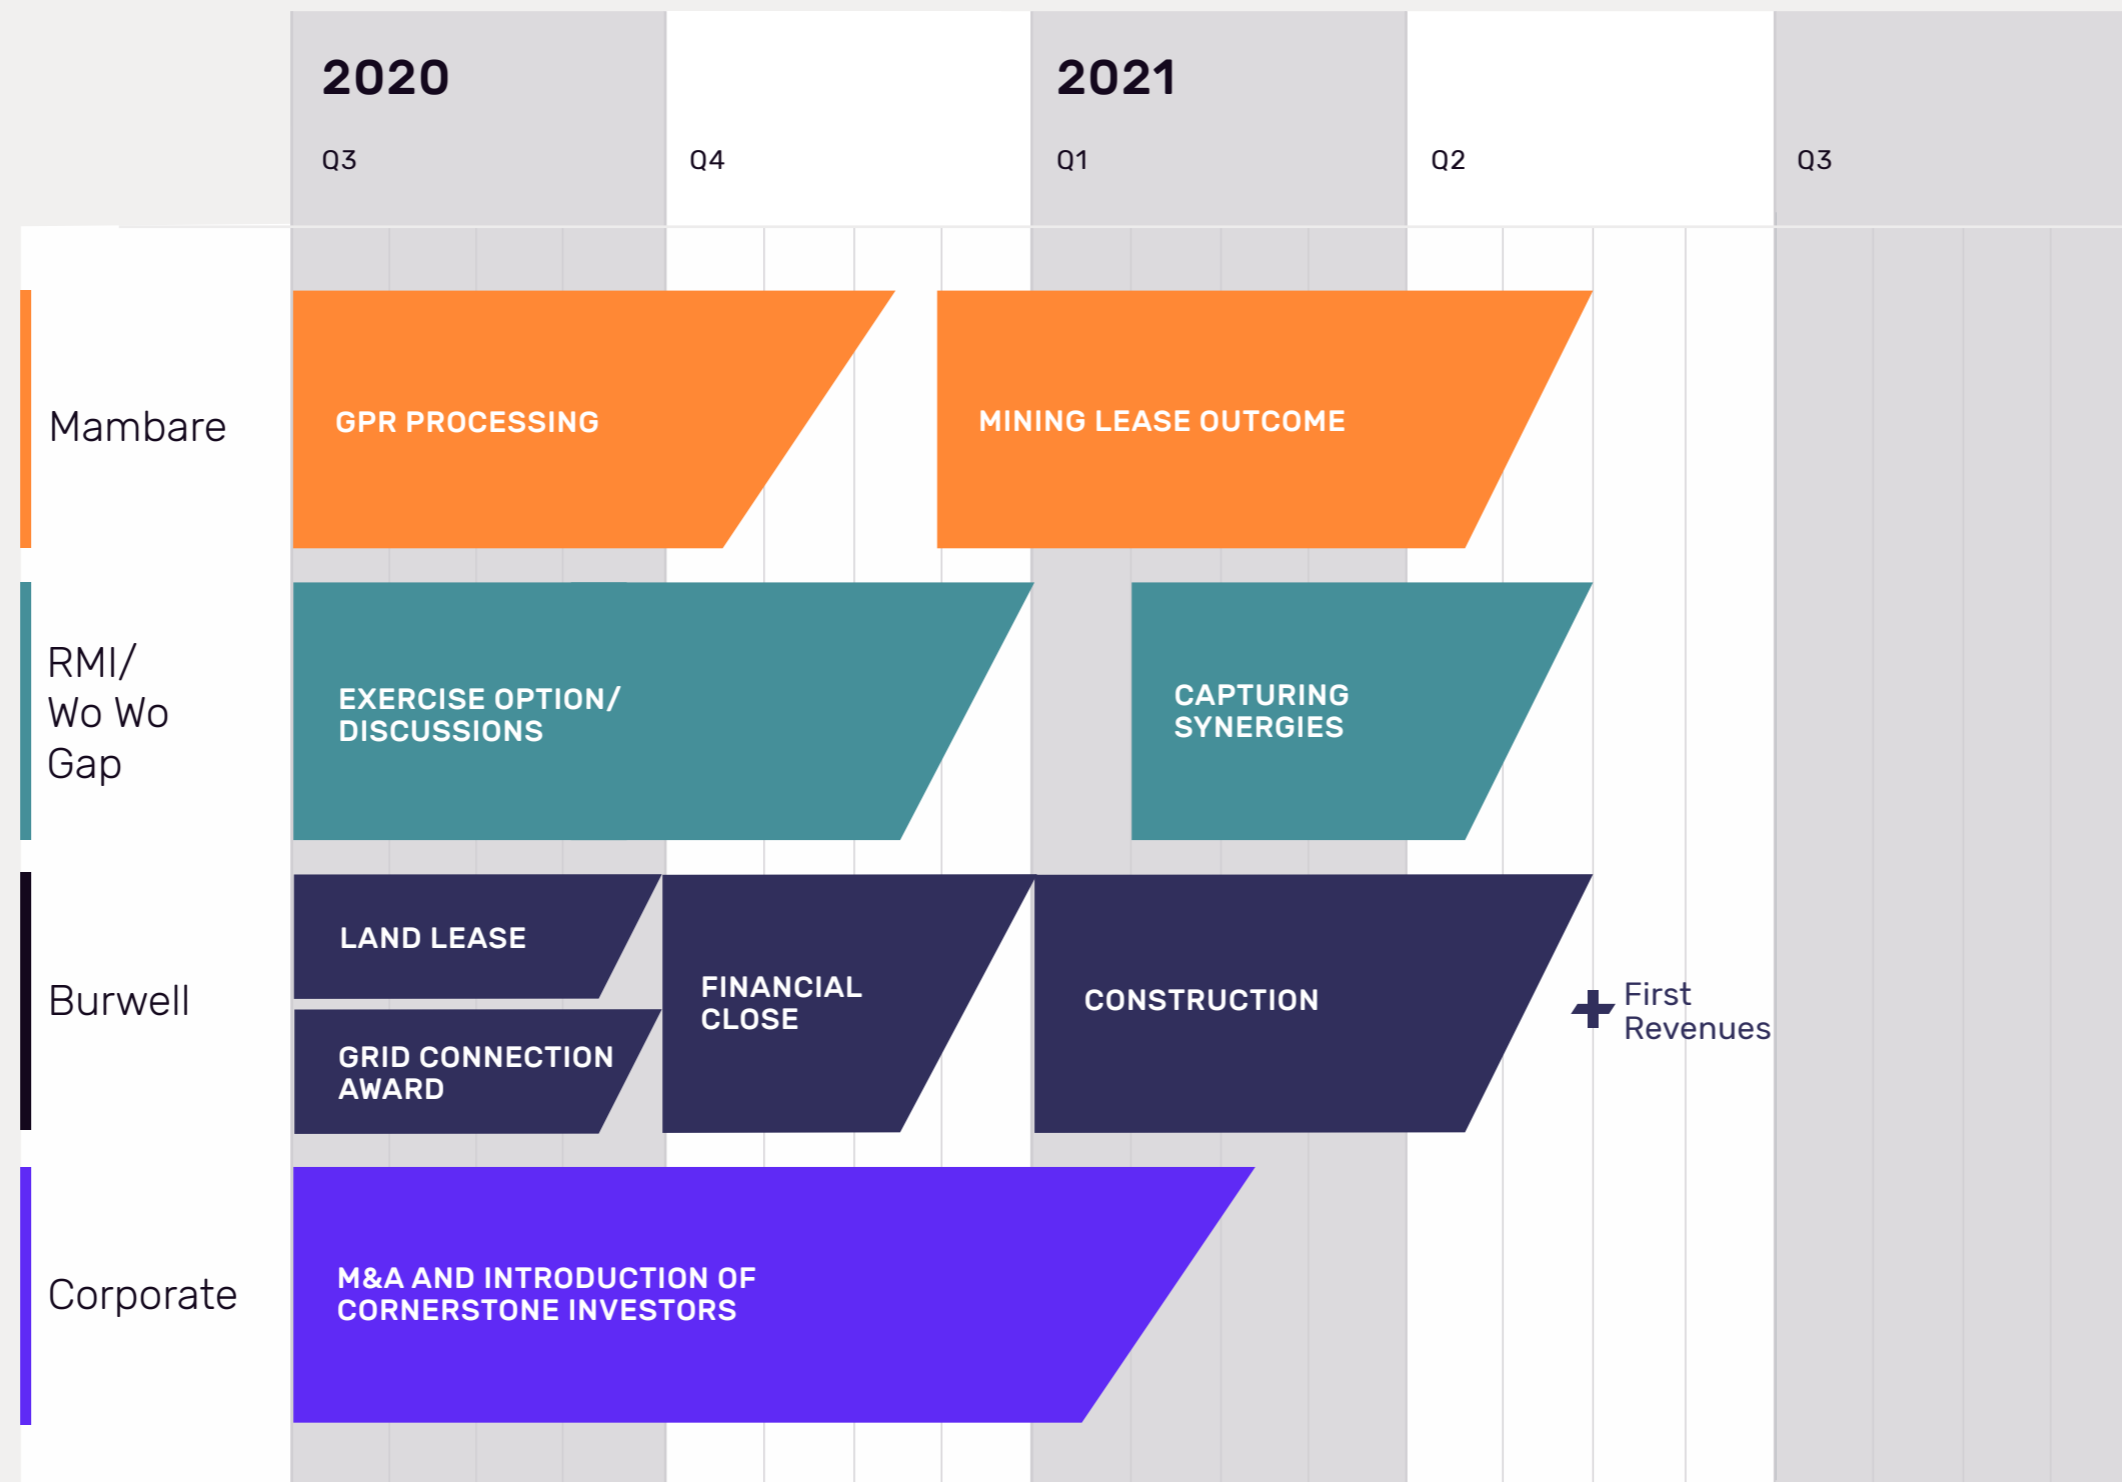 2020
2021
Q3
Q4
Q1
Q2
Q3
Mambare
GPR PROCESSING
MINING LEASE OUTCOME
RMI/
Wo Wo
Gap
EXERCISE OPTION/
DISCUSSIONS
CAPTURING
SYNERGIES
Burwell
LAND LEASE
GRID CONNECTION
AWARD
FINANCIAL
CLOSE
CONSTRUCTION
First
Revenues
Corporate
M&A AND INTRODUCTION OF
CORNERSTONE INVESTORS